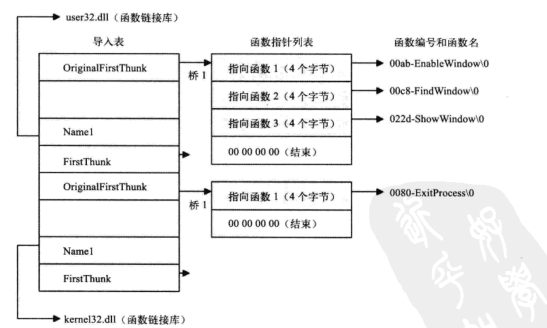 user32.dll（函数链接库）
导入表 函数指针列表 函数编号和函数名
OriginalFirstThunk 桥 1 指向函数 1（4 个字节） 00ab-EnableWindow\0
指向函数 2（4 个字节） 00c8-FindWindow\0
指向函数 3（4 个字节） 022d-ShowWindow\0
Name1
00 00 00 00（结束）
FirstThunk
OriginalFirstThunk 桥 1 指向函数 1（4 个字节） 0080-ExitProcess\0
00 00 00 00（结束）
Name1
FirstThunk
kernel32.dll（函数链接库）